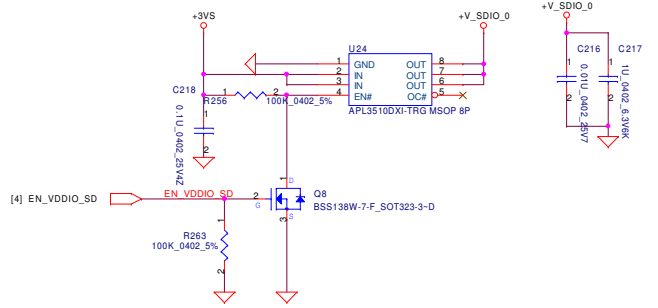 +3VS
+V_SDIO_0
+V_SDIO_0
U24
1 GND OUT 8
2 IN OUT 7
3 IN OUT 6
4 EN# OC# 5
APL3510DXI-TRG MSOP 8P
C218
0.1U_0402_25V4Z
1
2
R256
1 2
100K_0402_5%
C216
0.01U_0402_25V7
1
2
C217
1U_0402_6.3V6K
1
2
[4] EN_VDDIO_SD
EN_VDDIO_SD
1 D
2 G
3 S
Q8
BSS138W-7-F_SOT323-3~D
R263
100K_0402_5%
1
2